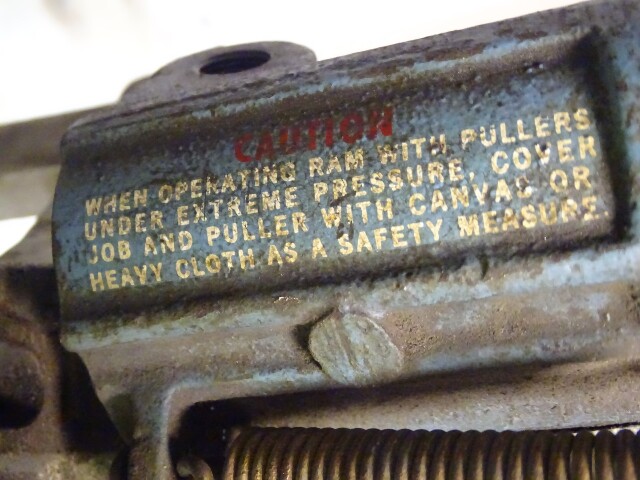 CAUTION
WHEN OPERATING RAM WITH PULLERS
UNDER EXTREME PRESSURE, COVER
JOB AND PULLER WITH CANVAS OR
HEAVY CLOTH AS A SAFETY MEASURE.